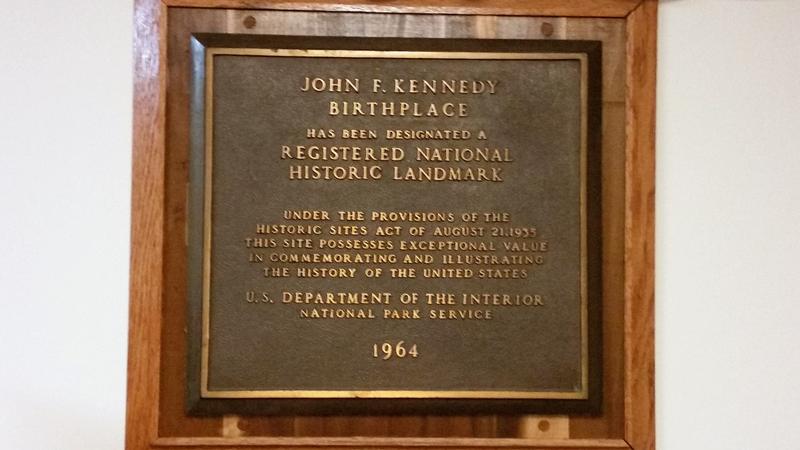 JOHN F. KENNEDY
BIRTHPLACE
HAS BEEN DESIGNATED A
REGISTERED NATIONAL
HISTORIC LANDMARK
UNDER THE PROVISIONS OF THE
HISTORIC SITES ACT OF AUGUST 21,1935
THIS SITE POSSESSES EXCEPTIONAL VALUE
IN COMMEMORATING AND ILLUSTRATING
THE HISTORY OF THE UNITED STATES
U.S. DEPARTMENT OF THE INTERIOR
NATIONAL PARK SERVICE
1964